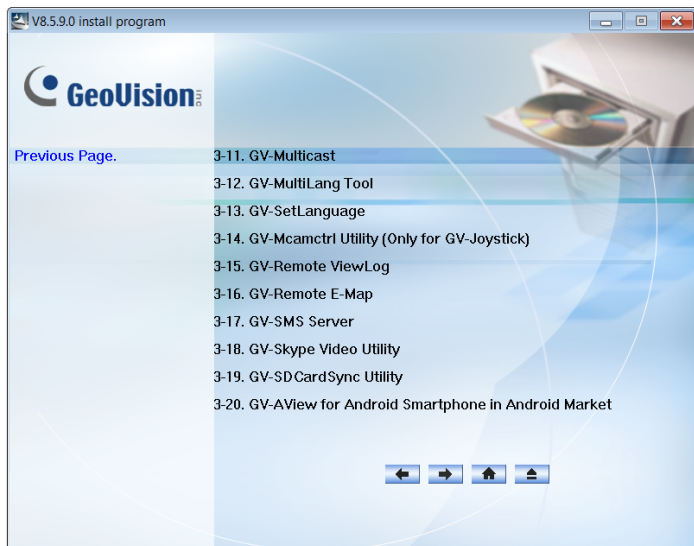 V8.5.9.0 install program
GeoVision Inc
Previous Page.
3-11. GV-Multicast
3-12. GV-MultiLang Tool
3-13. GV-SetLanguage
3-14. GV-Mcamctrl Utility (Only for GV-Joystick)
3-15. GV-Remote ViewLog
3-16. GV-Remote E-Map
3-17. GV-SMS Server
3-18. GV-Skype Video Utility
3-19. GV-SDCardSync Utility
3-20. GV-AView for Android Smartphone in Android Market